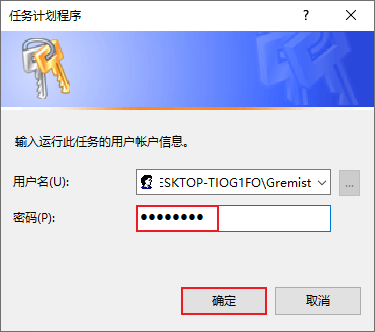 任务计划程序
输入运行此任务的用户帐户信息。
用户名(U):
ESKTOP-TIOG1FO\Gremist
...
密码(P):
●●●●●●●●
确定
取消